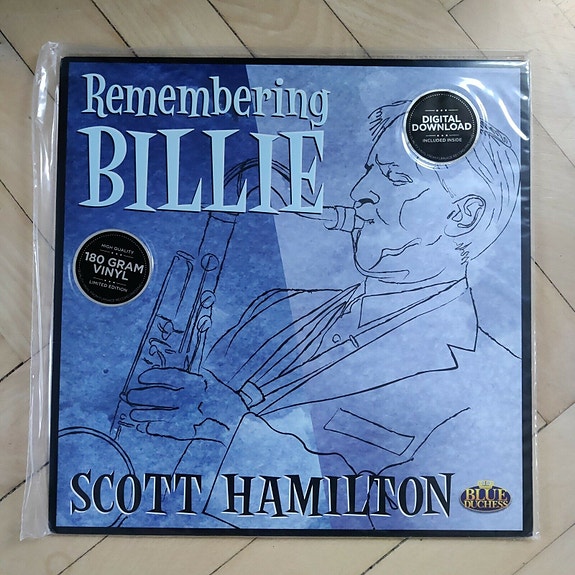 Remembering
BILLIE
DIGITAL
DOWNLOAD
INCLUDED INSIDE
HIGH QUALITY
180 GRAM
VINYL
LIMITED EDITION
SCOTT HAMILTON
BLUE
DUCHESS